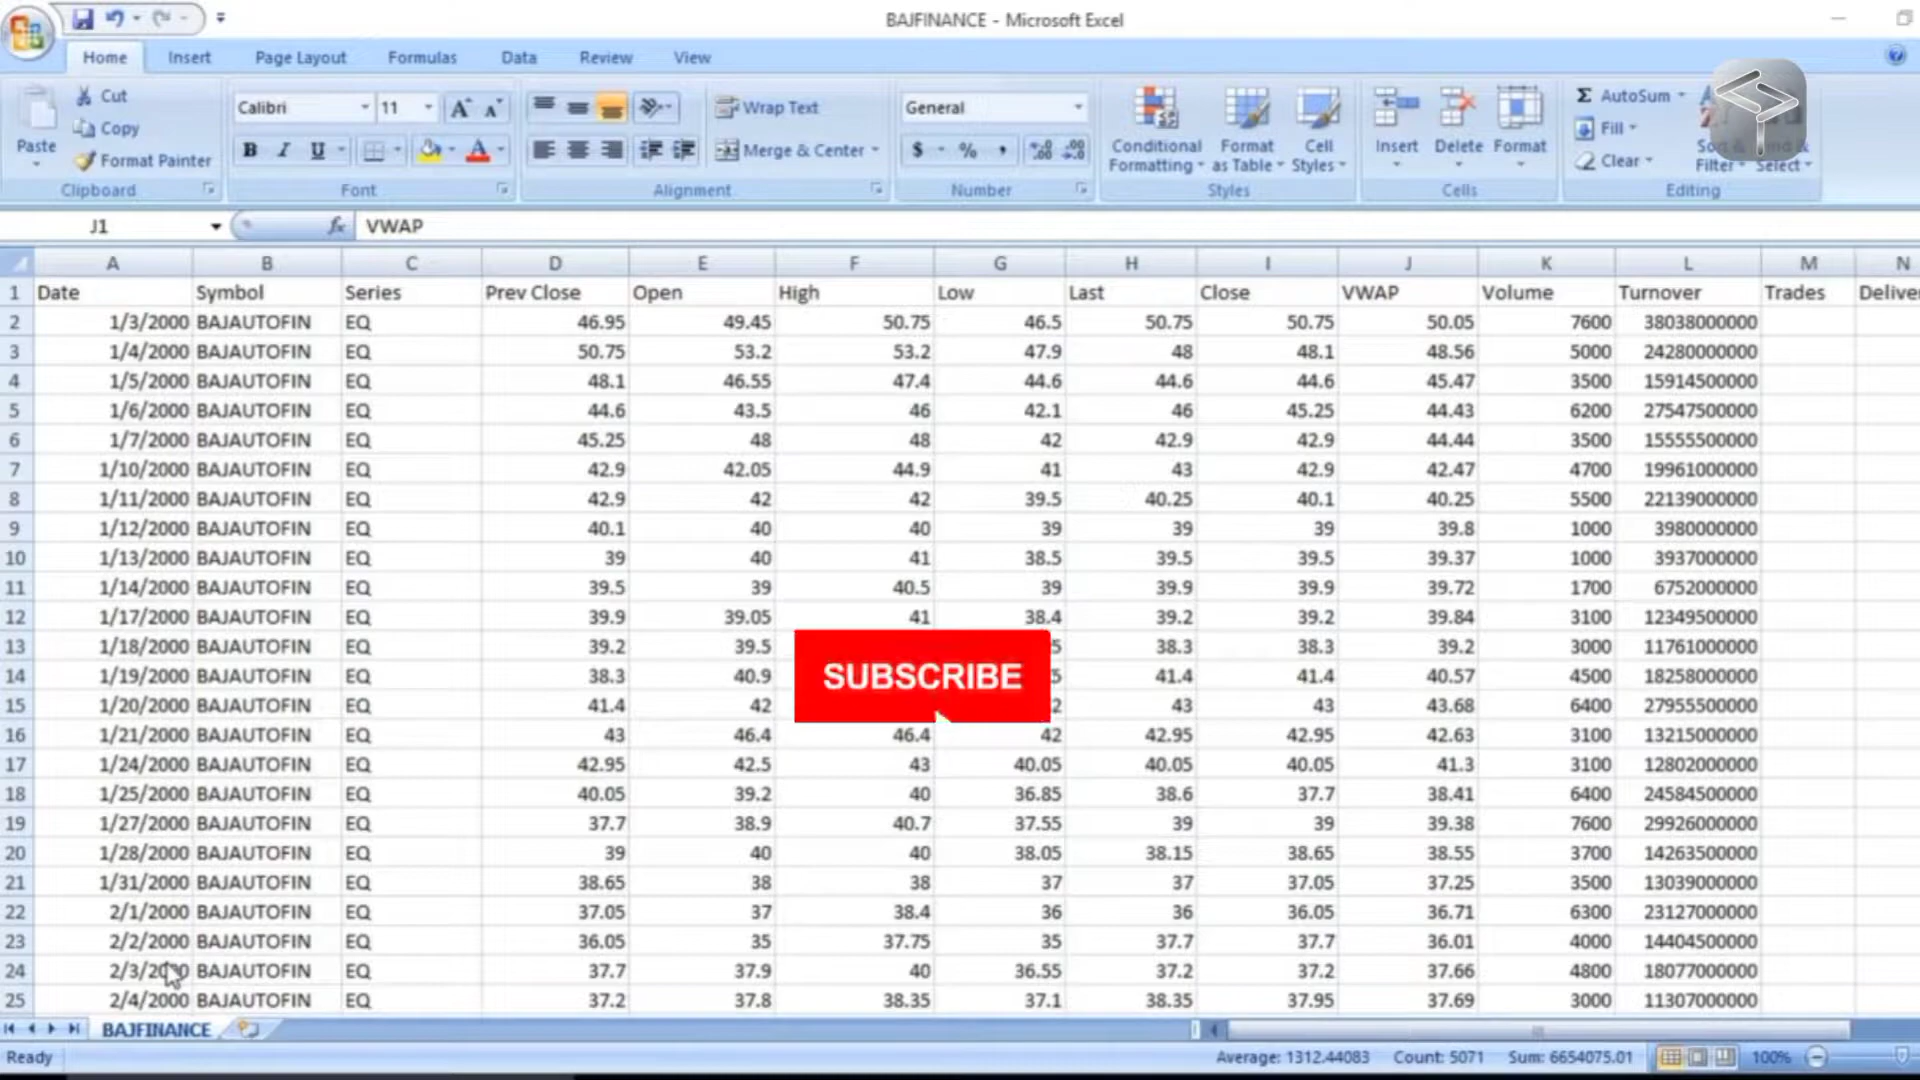 BAJFINANCE - Microsoft Excel
Home Insert Page Layout Formulas Data Review View
Paste Cut Copy Format Painter Clipboard
Calibri 11 B I U Font
Wrap Text Merge & Center Alignment
General $ % , Number
Conditional Formatting Format as Table Cell Styles Styles
Insert Delete Format Cells
Σ AutoSum Fill Clear Filter Select Editing
J1 fx VWAP
A B C D E F G H I J K L M N
1 Date Symbol Series Prev Close Open High Low Last Close VWAP Volume Turnover Trades
2 1/3/2000 BAJAUTOFIN EQ 46.95 49.45 50.75 46.5 50.75 50.75 50.05 7600 38038000000
3 1/4/2000 BAJAUTOFIN EQ 50.75 53.2 53.2 47.9 48 48.1 48.56 5000 24280000000
4 1/5/2000 BAJAUTOFIN EQ 48.1 46.55 47.4 44.6 44.6 44.6 45.47 3500 15914500000
5 1/6/2000 BAJAUTOFIN EQ 44.6 43.5 46 42.1 46 45.25 44.43 6200 27547500000
6 1/7/2000 BAJAUTOFIN EQ 45.25 48 48 42 42.9 42.9 44.44 3500 15555500000
7 1/10/2000 BAJAUTOFIN EQ 42.9 42.05 44.9 41 43 42.9 42.47 4700 19961000000
8 1/11/2000 BAJAUTOFIN EQ 42.9 42 42 39.5 40.25 40.1 40.25 5500 22139000000
9 1/12/2000 BAJAUTOFIN EQ 40.1 40 40 39 39 39 39.8 1000 3980000000
10 1/13/2000 BAJAUTOFIN EQ 39 40 41 38.5 39.5 39.5 39.37 1000 3937000000
11 1/14/2000 BAJAUTOFIN EQ 39.5 39 40.5 39 39.9 39.9 39.72 1700 6752000000
12 1/17/2000 BAJAUTOFIN EQ 39.9 39.05 41 38.4 39.2 39.2 39.84 3100 12349500000
13 1/18/2000 BAJAUTOFIN EQ 39.2 39.5 38.3 38.3 39.2 3000 11761000000
14 1/19/2000 BAJAUTOFIN EQ 38.3 40.9 41.4 41.4 40.57 4500 18258000000
SUBSCRIBE
15 1/20/2000 BAJAUTOFIN EQ 41.4 42 43 43 43.68 6400 27955500000
16 1/21/2000 BAJAUTOFIN EQ 43 46.4 46.4 42 42.95 42.95 42.63 3100 13215000000
17 1/24/2000 BAJAUTOFIN EQ 42.95 42.5 43 40.05 40.05 40.05 41.3 3100 12802000000
18 1/25/2000 BAJAUTOFIN EQ 40.05 39.2 40 36.85 38.6 37.7 38.41 6400 24584500000
19 1/27/2000 BAJAUTOFIN EQ 37.7 38.9 40.7 37.55 39 39 39.38 7600 29926000000
20 1/28/2000 BAJAUTOFIN EQ 39 40 40 38.05 38.15 38.65 38.55 3700 14263500000
21 1/31/2000 BAJAUTOFIN EQ 38.65 38 38 37 37 37.05 37.25 3500 13039000000
22 2/1/2000 BAJAUTOFIN EQ 37.05 37 38.4 36 36 36.05 36.71 6300 23127000000
23 2/2/2000 BAJAUTOFIN EQ 36.05 35 37.75 35 37.7 37.7 36.01 4000 14404500000
24 2/3/2000 BAJAUTOFIN EQ 37.7 37.9 40 36.55 37.2 37.2 37.66 4800 18077000000
25 2/4/2000 BAJAUTOFIN EQ 37.2 37.8 38.35 37.1 38.35 37.95 37.69 3000 11307000000
BAJFINANCE
Ready Average: 1312.44083 Count: 5071 Sum: 6654075.01 100%